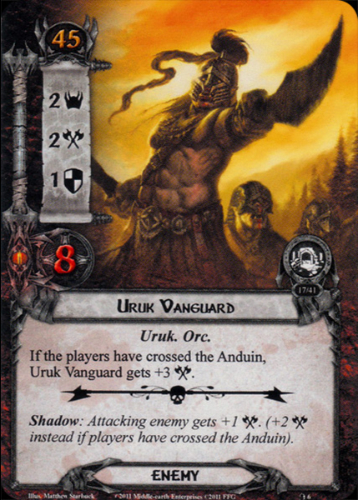 45
2
2
1
8
17/41
URUK VANGUARD
Uruk. Orc.
If the players have crossed the Anduin,
Uruk Vanguard gets +3
Shadow: Attacking enemy gets +1 . (+2
instead if players have crossed the Anduin).
ENEMY
Illus. Matthew Starbuck ©2011 Middle-earth Enterprises ©2011 FFG